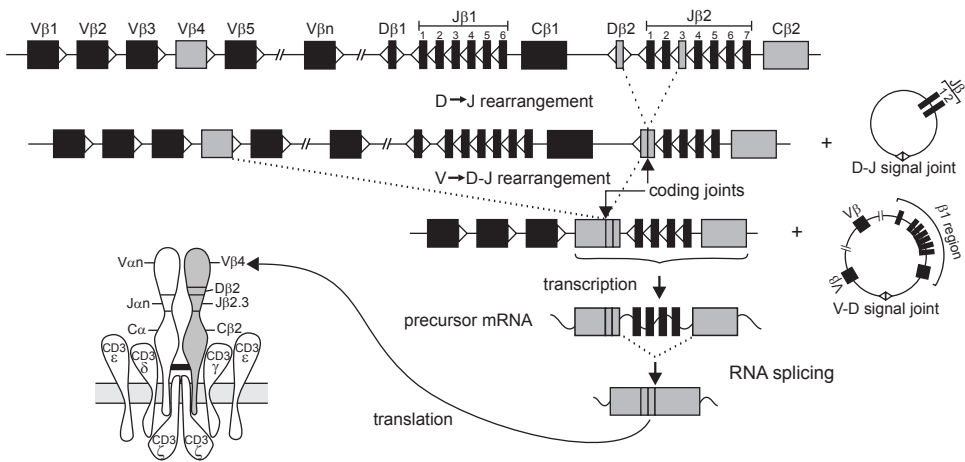 Vβ1 Vβ2 Vβ3 Vβ4 Vβ5 Vβn Dβ1 Jβ1 Cβ1 Dβ2 Jβ2 Cβ2
1 2 3 4 5 6 1 2 3 4 5 6 7
D→J rearrangement
Jβ
1 2
+
D-J signal joint
V→D-J rearrangement
coding joints
+
Vβ
β1 region
Vβ
V-D signal joint
transcription
precursor mRNA
RNA splicing
translation
Vαn Vβ4
Dβ2
Jαn Jβ2.3
Cα Cβ2
CD3 ε
CD3 δ
CD3 γ
CD3 ε
CD3 ζ
CD3 ζ